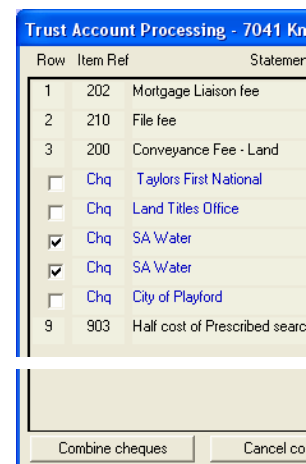 Trust Account Processing - 7041 Kn
Row Item Ref Statemen
1 202 Mortgage Liaison fee
2 210 File fee
3 200 Conveyance Fee - Land
Chq Taylors First National
Chq Land Titles Office
Chq SA Water
Chq SA Water
Chq City of Playford
9 903 Half cost of Prescribed searc
Combine cheques Cancel co